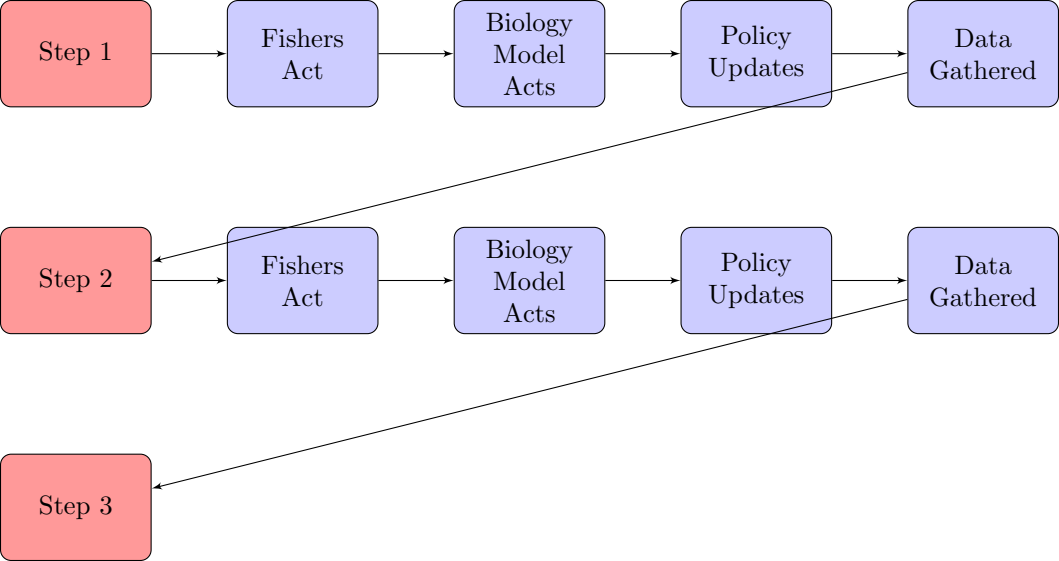 Step 1
Fishers
Act
Biology
Model
Acts
Policy
Updates
Data
Gathered
Step 2
Fishers
Act
Biology
Model
Acts
Policy
Updates
Data
Gathered
Step 3